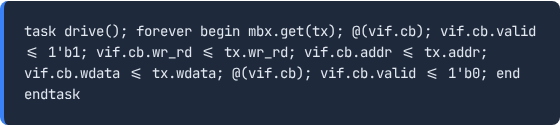 task drive(); forever begin mbx.get(tx); @(vif.cb); vif.cb.valid
<= 1'b1; vif.cb.wr_rd <= tx.wr_rd; vif.cb.addr <= tx.addr;
vif.cb.wdata <= tx.wdata; @(vif.cb); vif.cb.valid <= 1'b0; end
endtask